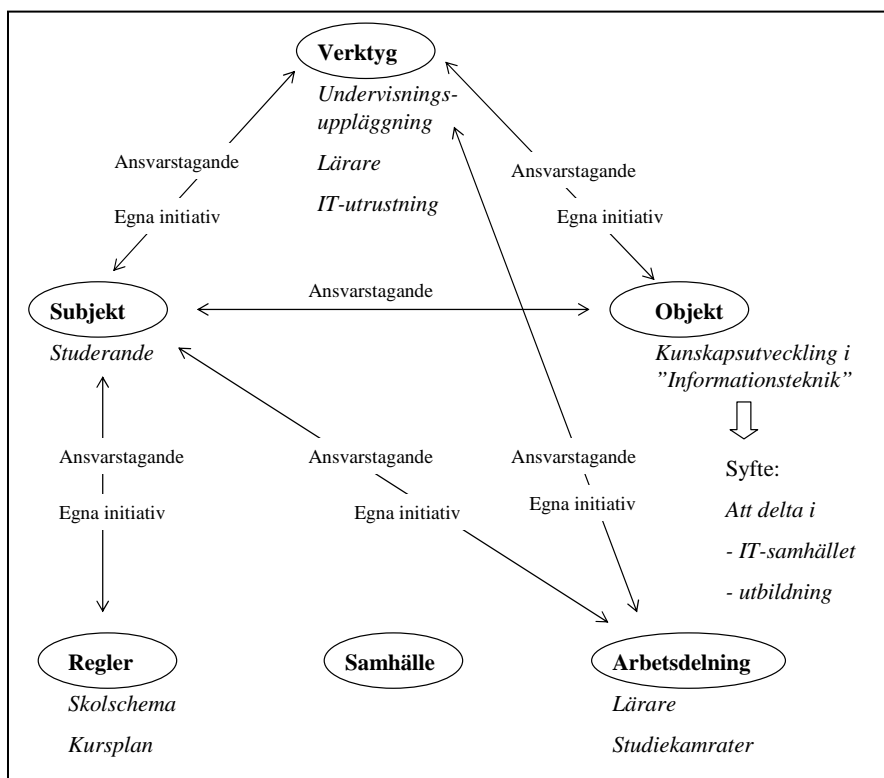 Verktyg
Undervisnings-
uppläggning
Lärare
IT-utrustning
Ansvarstagande
Egna initiativ
Ansvarstagande
Egna initiativ
Subjekt
Studerande
Ansvarstagande
Objekt
Kunskapsutveckling i
”Informationsteknik”
Ansvarstagande
Egna initiativ
Ansvarstagande
Egna initiativ
Ansvarstagande
Egna initiativ
Syfte:
Att delta i
- IT-samhället
- utbildning
Regler
Skolschema
Kursplan
Samhälle
Arbetsdelning
Lärare
Studiekamrater